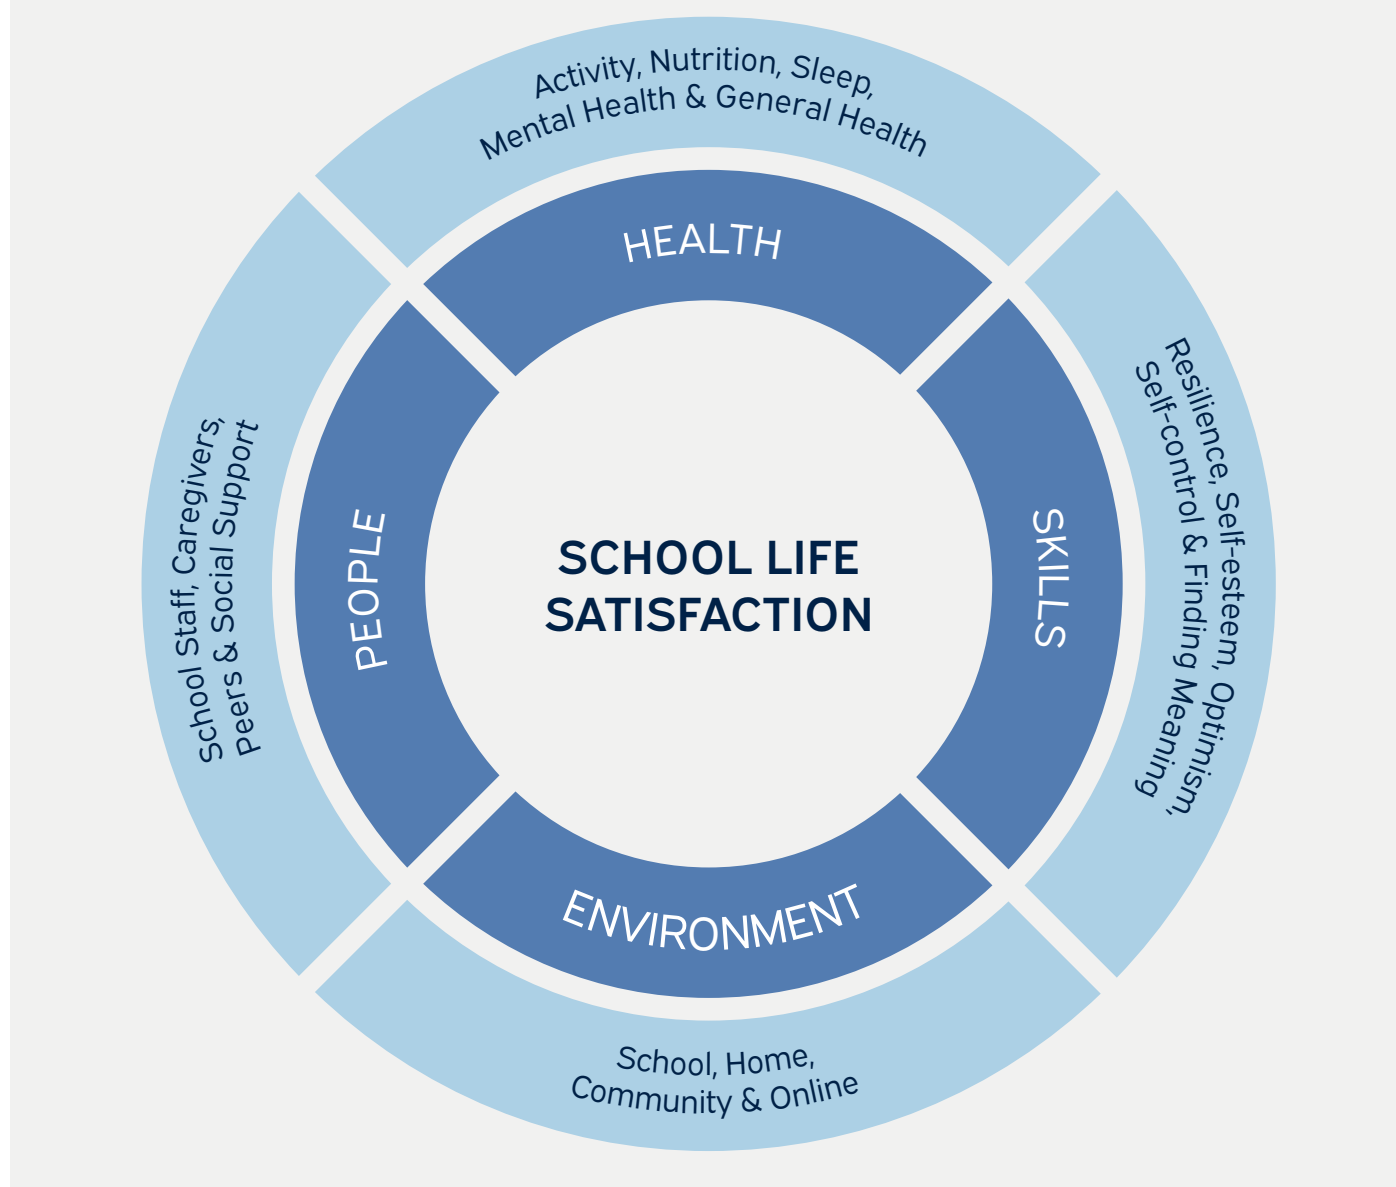 Activity, Nutrition, Sleep,
Mental Health & General Health
HEALTH
School Staff, Caregivers,
Peers & Social Support
PEOPLE
SCHOOL LIFE
SATISFACTION
SKILLS
Resilience, Self-esteem, Optimism,
Self-control & Finding Meaning
ENVIRONMENT
School, Home,
Community & Online